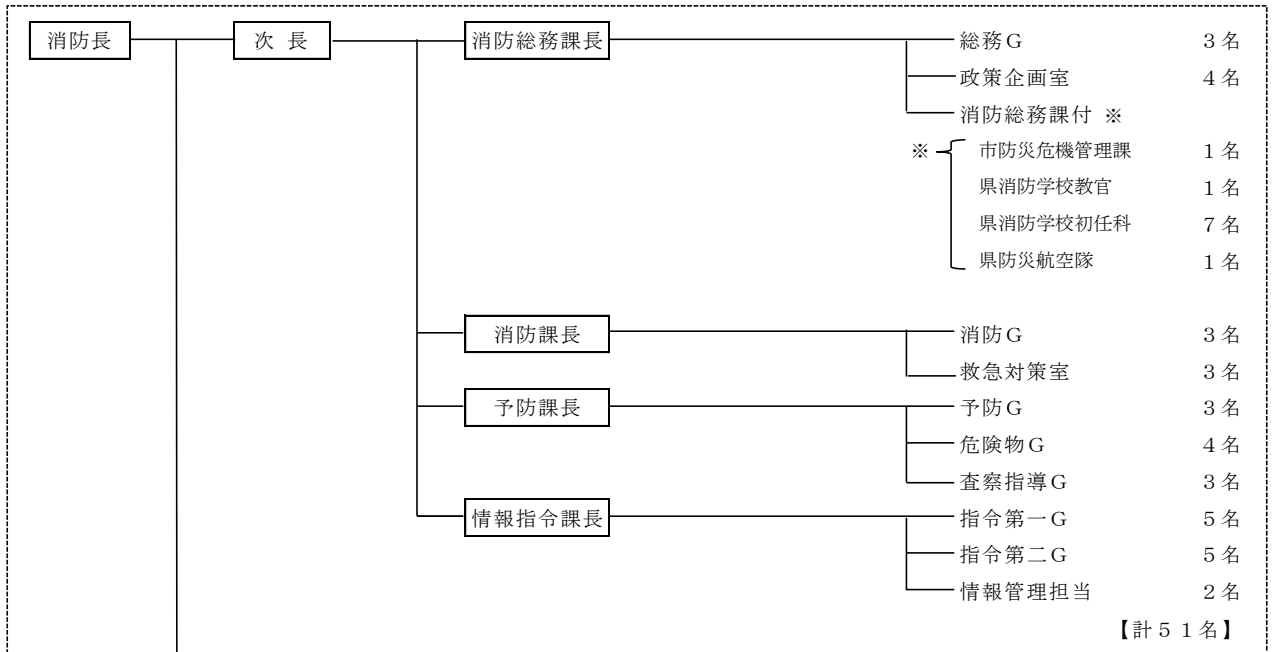 消防長 次 長 消防総務課長 総務G 3名
政策企画室 4名
消防総務課付 ※
※ 市防災危機管理課 1名
県消防学校教官 1名
県消防学校初任科 7名
県防災航空隊 1名
消防課長 消防G 3名
救急対策室 3名
予防課長 予防G 3名
危険物G 4名
査察指導G 3名
情報指令課長 指令第一G 5名
指令第二G 5名
情報管理担当 2名
【計51名】